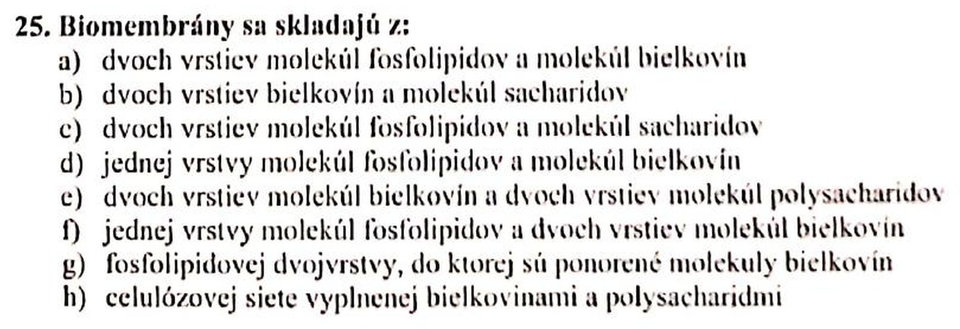 25. Biomembrány sa skladajú z:
a) dvoch vrstiev molekúl fosfolipidov a molekúl bielkovín
b) dvoch vrstiev bielkovín a molekúl sacharidov
c) dvoch vrstiev molekúl fosfolipidov a molekúl sacharidov
d) jednej vrstvy molekúl fosfolipidov a molekúl bielkovín
e) dvoch vrstiev molekúl bielkovín a dvoch vrstiev molekúl polysacharidov
f) jednej vrstvy molekúl fosfolipidov a dvoch vrstiev molekúl bielkovín
g) fosfolipidovej dvojvrstvy, do ktorej sú ponorené molekuly bielkovín
h) celulózovej siete vyplnenej bielkovinami a polysacharidmi